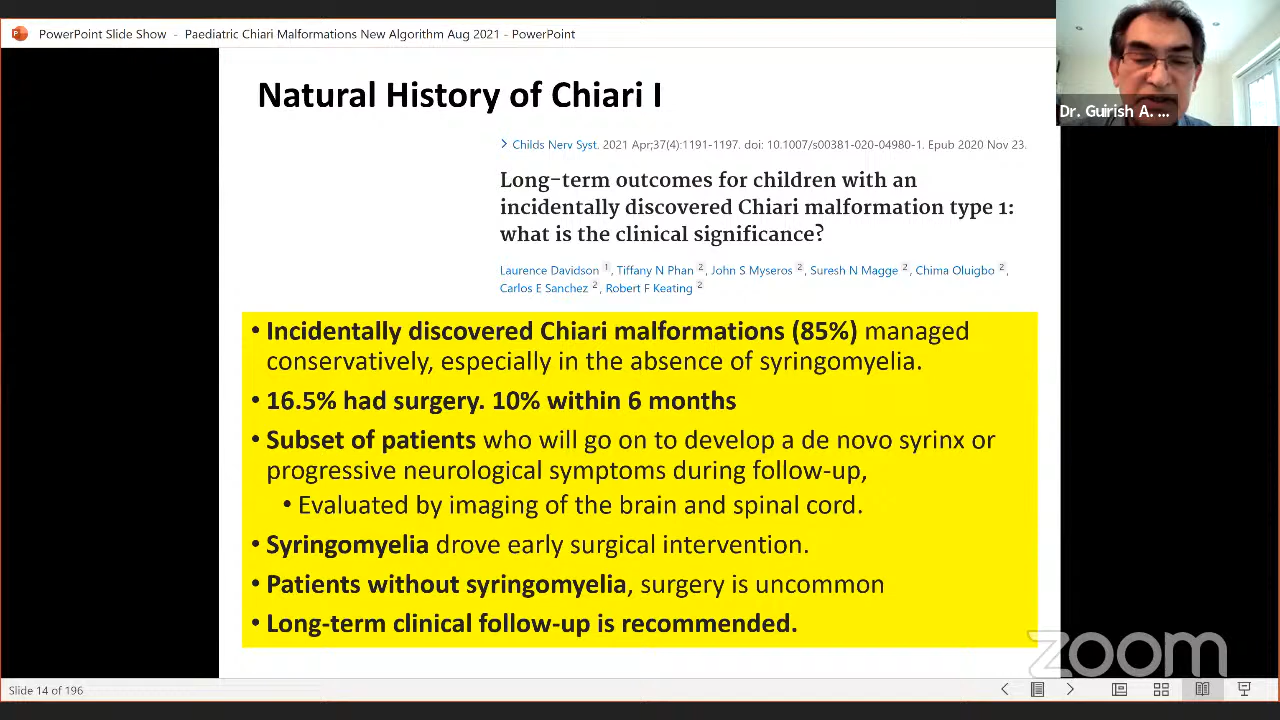 PowerPoint Slide Show - Paediatric Chiari Malformations New Algorithm Aug 2021 - PowerPoint
Dr. Guirish A. ...
Natural History of Chiari I
> Childs Nerv Syst. 2021 Apr;37(4):1191-1197. doi: 10.1007/s00381-020-04980-1. Epub 2020 Nov 23.
Long-term outcomes for children with an
incidentally discovered Chiari malformation type 1:
what is the clinical significance?
Laurence Davidson 1, Tiffany N Phan 2, John S Myseros 2, Suresh N Magge 2, Chima Oluigbo 2,
Carlos E Sanchez 2, Robert F Keating 2
• Incidentally discovered Chiari malformations (85%) managed
conservatively, especially in the absence of syringomyelia.
• 16.5% had surgery. 10% within 6 months
• Subset of patients who will go on to develop a de novo syrinx or
progressive neurological symptoms during follow-up,
• Evaluated by imaging of the brain and spinal cord.
• Syringomyelia drove early surgical intervention.
• Patients without syringomyelia, surgery is uncommon
• Long-term clinical follow-up is recommended.
zoom
Slide 14 of 196